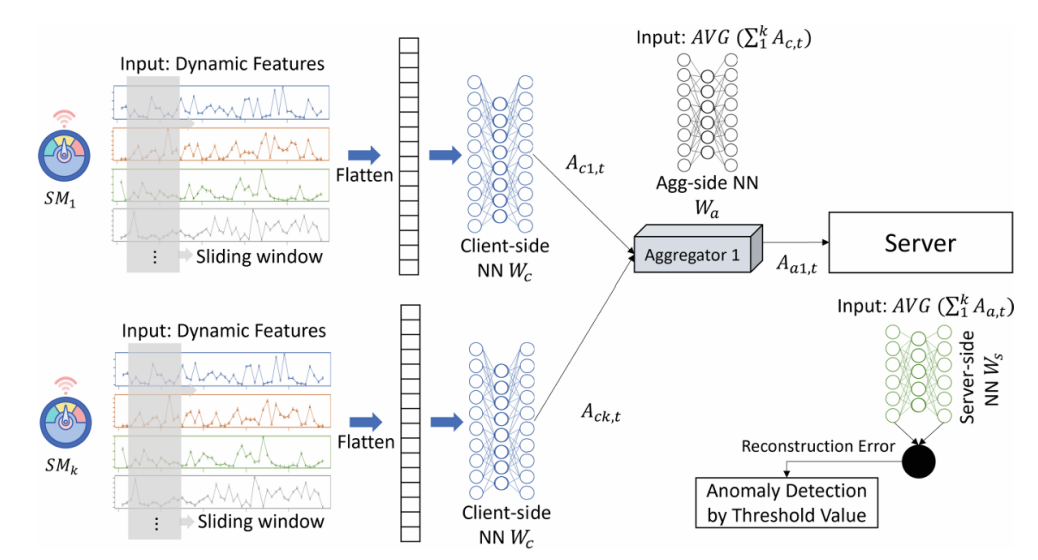 Input: Dynamic Features
SM₁
⋮
Sliding window
Flatten
Client-side
NN W_c
A_{c1,t}
Input: AVG (∑₁ᵏ A_{c,t})
Agg-side NN
W_a
Aggregator 1
A_{a1,t}
Server
Input: Dynamic Features
SM_k
⋮
Sliding window
Flatten
Client-side
NN W_c
A_{ck,t}
Input: AVG (∑₁ᵏ A_{a,t})
Server-side
NN W_s
Reconstruction Error
Anomaly Detection
by Threshold Value